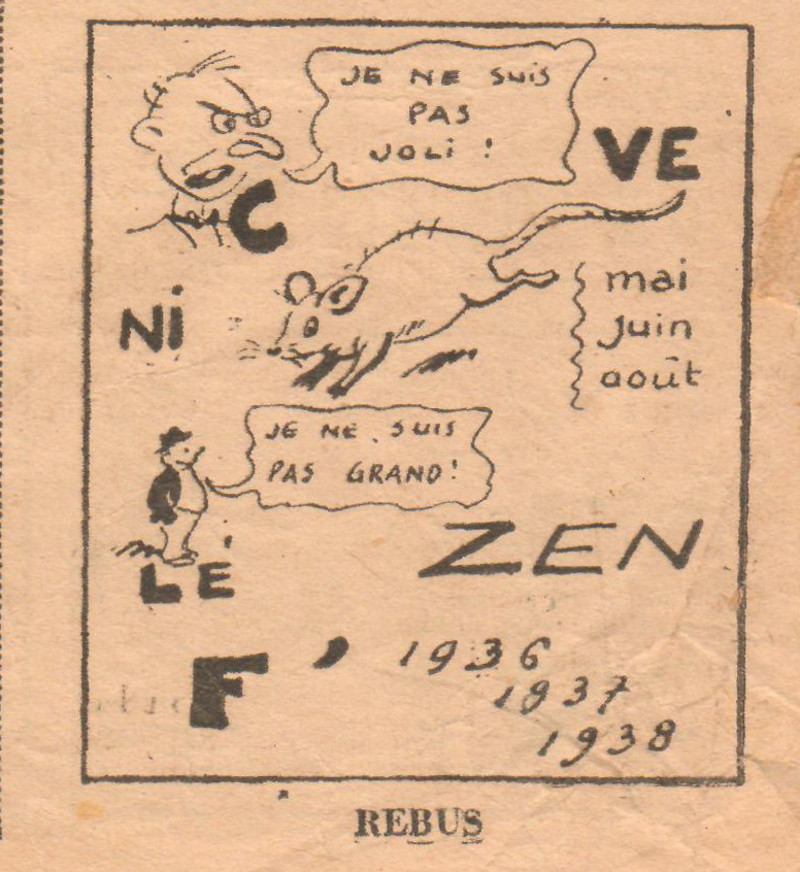 JE NE SUiS
PAS
JOLi !
VE
C
Ni
mai
juin
août
JE NE SUIS
PAS GRAND !
LÉ
ZEN
F ’ 1936
1937
1938
REBUS